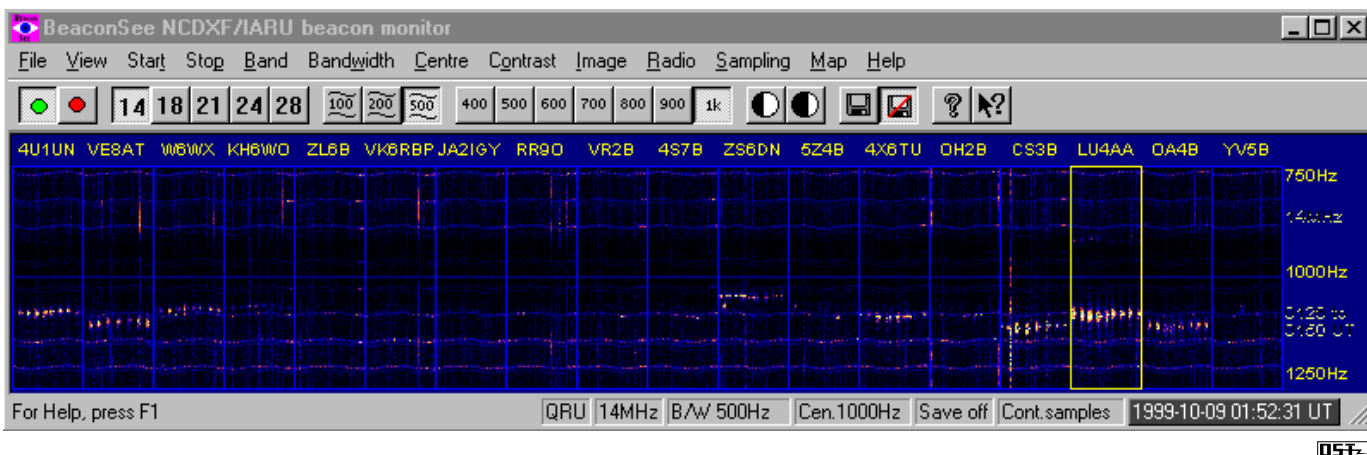 BeaconSee NCDXF/IARU beacon monitor
File View Start Stop Band Bandwidth Centre Contrast Image Radio Sampling Map Help
14 18 21 24 28 100 200 500 400 500 600 700 800 900 1k
4U1UN VE8AT W6WX KH6WO ZL6B VK6RBP JA2IGY RR9O VR2B 4S7B ZS6DN 5Z4B 4X6TU OH2B CS3B LU4AA OA4B YV5B
750Hz
14MHz
1000Hz
1250Hz
For Help, press F1 QRU 14MHz B/W 500Hz Cen.1000Hz Save off Cont.samples 1999-10-09 01:52:31 UT